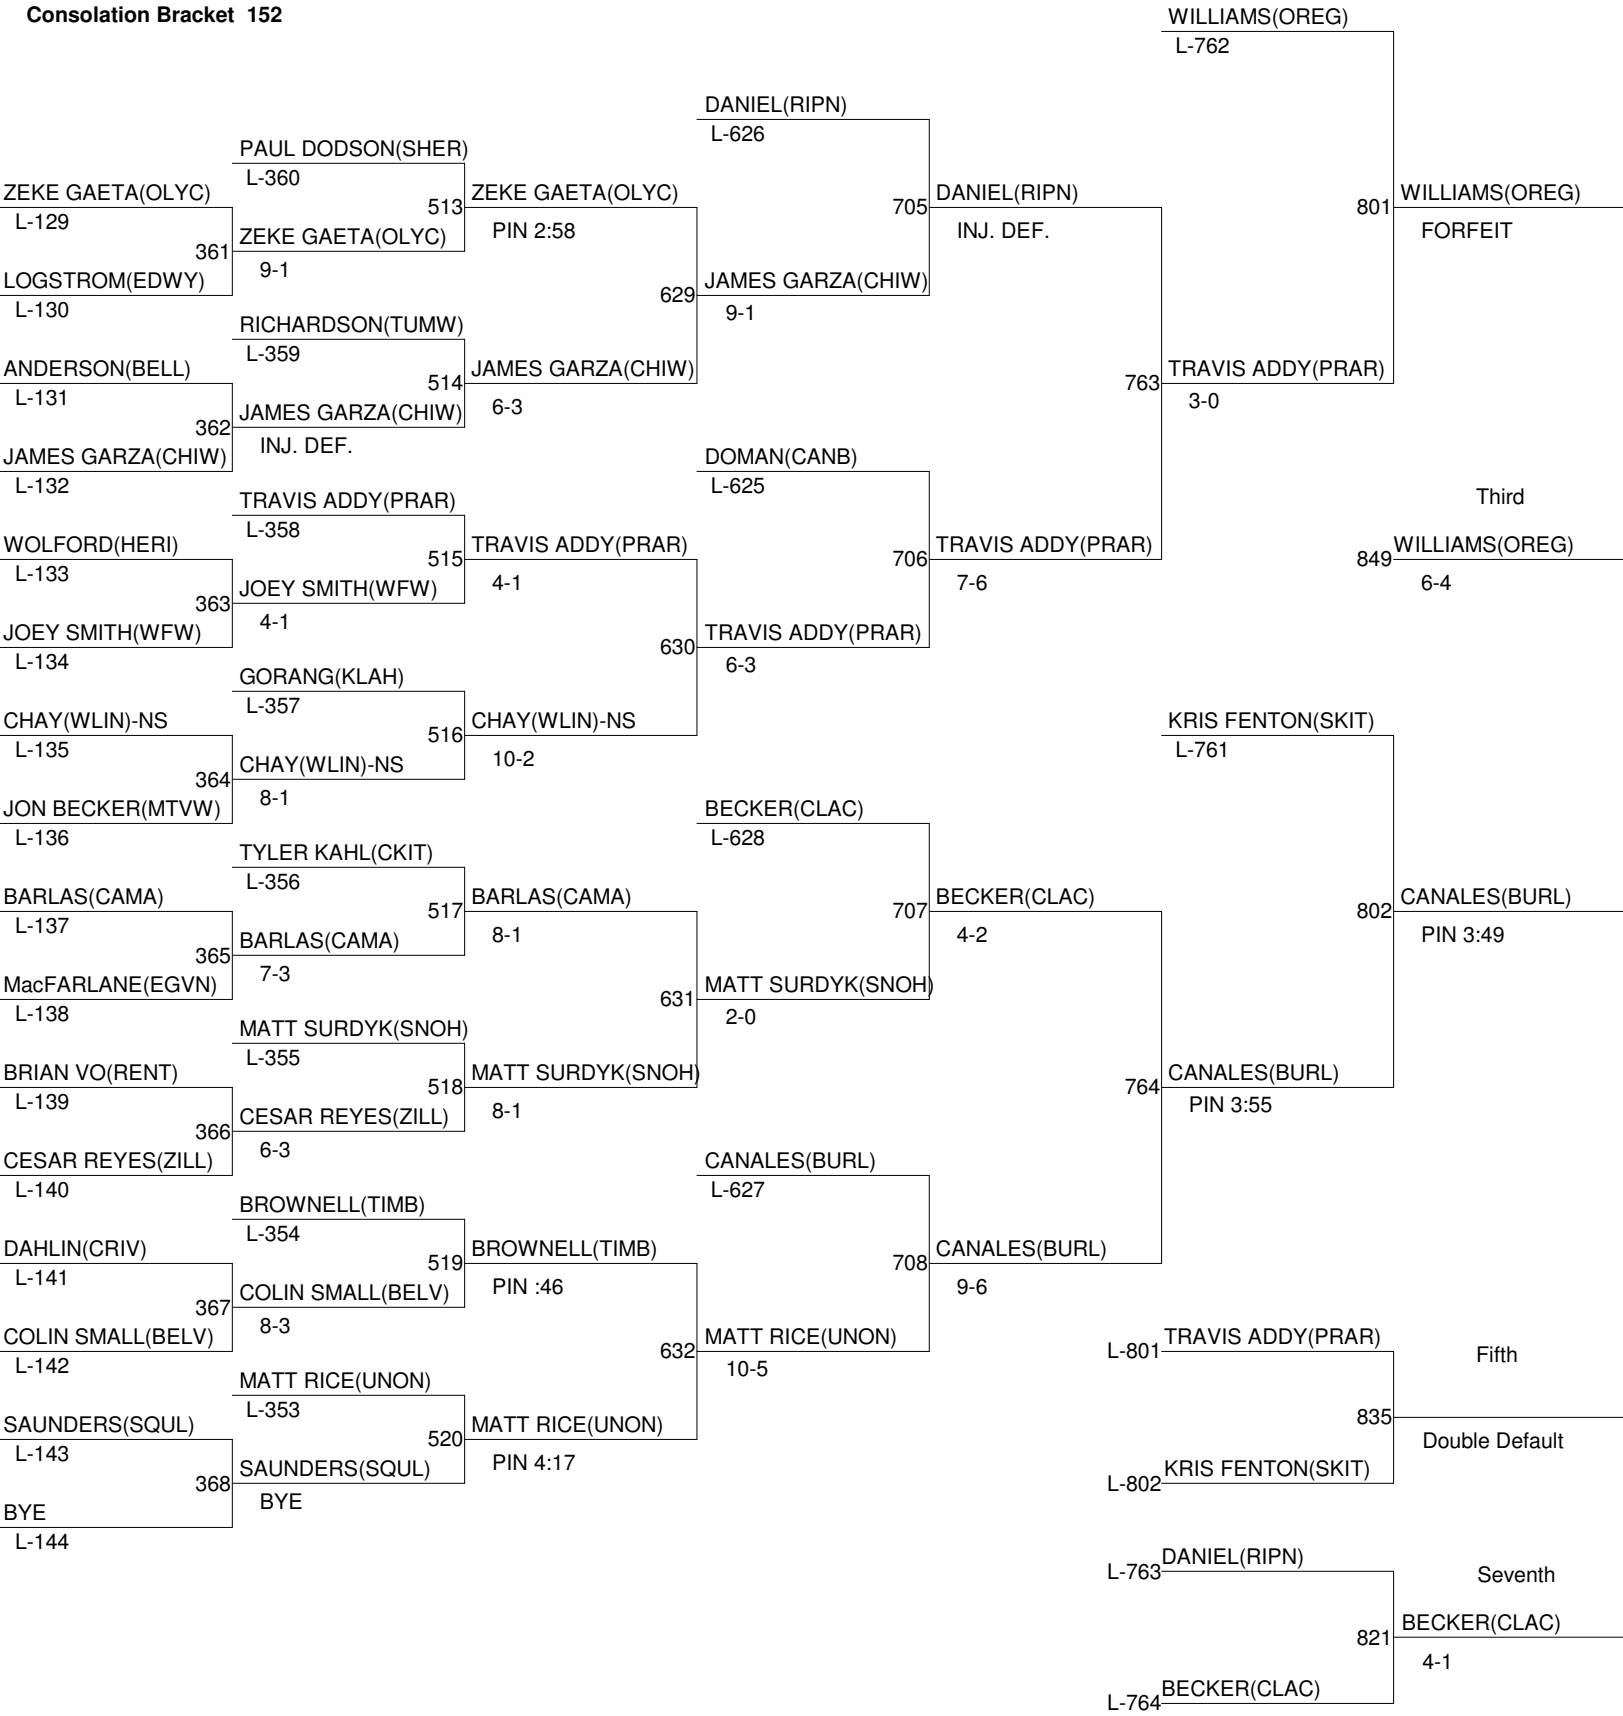 Consolation Bracket 152
ZEKE GAETA(OLYC)
L-129
LOGSTROM(EDWY)
L-130
ANDERSON(BELL)
L-131
JAMES GARZA(CHIW)
L-132
WOLFORD(HERI)
L-133
JOEY SMITH(WFW)
L-134
CHAY(WLIN)-NS
L-135
JON BECKER(MTVW)
L-136
BARLAS(CAMA)
L-137
MacFARLANE(EGVN)
L-138
BRIAN VO(RENT)
L-139
CESAR REYES(ZILL)
L-140
DAHLIN(CRIV)
L-141
COLIN SMALL(BELV)
L-142
SAUNDERS(SQUL)
L-143
BYE
L-144
PAUL DODSON(SHER)
L-360
361
ZEKE GAETA(OLYC)
9-1
RICHARDSON(TUMW)
L-359
362
JAMES GARZA(CHIW)
INJ. DEF.
TRAVIS ADDY(PRAR)
L-358
363
JOEY SMITH(WFW)
4-1
GORANG(KLAH)
L-357
364
CHAY(WLIN)-NS
8-1
TYLER KAHL(CKIT)
L-356
365
BARLAS(CAMA)
7-3
MATT SURDYK(SNOH)
L-355
366
CESAR REYES(ZILL)
6-3
BROWNELL(TIMB)
L-354
367
COLIN SMALL(BELV)
8-3
MATT RICE(UNON)
L-353
368
SAUNDERS(SQUL)
BYE
513
ZEKE GAETA(OLYC)
PIN 2:58
514
JAMES GARZA(CHIW)
6-3
515
TRAVIS ADDY(PRAR)
4-1
516
CHAY(WLIN)-NS
10-2
517
BARLAS(CAMA)
8-1
518
MATT SURDYK(SNOH)
8-1
519
BROWNELL(TIMB)
PIN :46
520
MATT RICE(UNON)
PIN 4:17
DANIEL(RIPN)
L-626
629
JAMES GARZA(CHIW)
9-1
DOMAN(CANB)
L-625
630
TRAVIS ADDY(PRAR)
6-3
BECKER(CLAC)
L-628
631
MATT SURDYK(SNOH)
2-0
CANALES(BURL)
L-627
632
MATT RICE(UNON)
10-5
705
DANIEL(RIPN)
INJ. DEF.
706
TRAVIS ADDY(PRAR)
7-6
707
BECKER(CLAC)
4-2
708
CANALES(BURL)
9-6
WILLIAMS(OREG)
L-762
763
TRAVIS ADDY(PRAR)
3-0
KRIS FENTON(SKIT)
L-761
764
CANALES(BURL)
PIN 3:55
801
WILLIAMS(OREG)
FORFEIT
Third
849
WILLIAMS(OREG)
6-4
802
CANALES(BURL)
PIN 3:49
L-801
TRAVIS ADDY(PRAR)
Fifth
835
Double Default
L-802
KRIS FENTON(SKIT)
L-763
DANIEL(RIPN)
Seventh
821
BECKER(CLAC)
4-1
L-764
BECKER(CLAC)